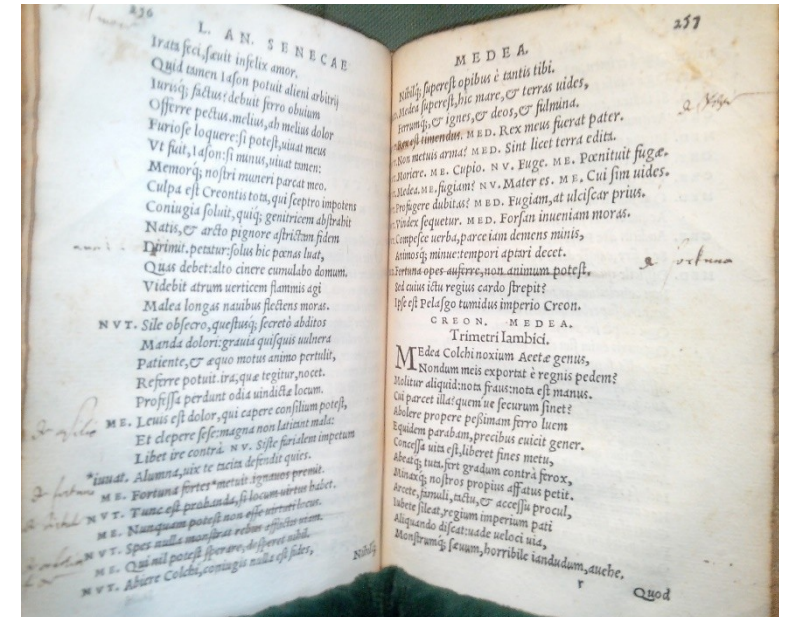 236
L. AN. SENECAE
Irata feci, sæuit infelix amor.
Quid tamen Iason potuit alieni arbitrij
Iurisq; factus? debuit ferro obuium
Offerre pectus. melius, ah melius dolor
Furiose loquere: si potest, uiuat meus
Vt fuit, Iason: si minus, uiuat tamen:
Memorq; nostri muneri parcat meo.
Culpa est Creontis tota, qui sceptro impotens
Coniugia soluit, quiq; genitricem abstrahit
Natis, & arcto pignore astrictam fidem
Dirimit. petatur: solus hic pœnas luat,
Quas debet: alto cinere cumulabo domum.
Videbit atrum uerticem flammis agi
Malea longas nauibus flectens moras.
NVT. Sile obsecro, questusq; secretò abditos
Manda dolori: grauia quisquis uulnera
Patiente, & æquo motus animo pertulit,
Referre potuit. ira, quæ tegitur, nocet.
Professa perdunt odia uindictæ locum.
ME. Leuis est dolor, qui capere consilium potest,
Et clepere sese: magna non latitant mala:
Libet ire contrà. NV. Siste furialem impetum
*iuuat. Alumna, uix te tacita defendit quies.
ME. Fortuna fortes *metuit. ignauos premit.
NVT. Tunc est probanda, si locum uirtus habet.
ME. Nunquam potest non esse uirtuti locus.
NVT. Spes nulla monstrat rebus afflictis uiam.
ME. Qui nil potest sperare, desperet nihil.
NVT. Abiere Colchi, coniugis nulla est fides,
Nihilq;
257
MEDEA.
Nihilq; superest opibus è tantis tibi.
Medea superest, hic mare, & terras uides,
Ferrumq;, & ignes, & deos, & fulmina.
Rex est timendus. MED. Rex meus fuerat pater.
Non metuis arma? MED. Sint licet terra edita.
Moriere. ME. Cupio. NV. Fuge. ME. Pœnituit fugæ.
Medea. ME. fugiam? NV. Mater es. ME. Cui sim uides.
Profugere dubitas? MED. Fugiam, at ulciscar prius.
Vindex sequetur. MED. Forsan inueniam moras.
Compesce uerba, parce iam demens minis,
Animosq; minue: tempori aptari decet.
Fortuna opes auferre, non animum potest,
Sed cuius ictu regius cardo strepit?
Ipse est Pelasgo tumidus imperio Creon.
fortuna
CREON. MEDEA.
Trimetri Iambici.
MEdea Colchi noxium Aeetæ genus,
Nondum meis exportat è regnis pedem?
Molitur aliquid: nota fraus: nota est manus.
Cui parcet illa? quem'ue securum sinet?
Abolere propere peßimam ferro luem
Equidem parabam, precibus euicit gener.
Concessa uita est, liberet fines metu,
Abeatq; tuta. fert gradum contrà ferox,
Minaxq; nostros propius affatus petit.
Arcete, famuli, tactu, & accessu procul,
Iubete sileat, regium imperium pati
Aliquando discat: uade ueloci uia,
Monstrumq; sæuum, horribile iandudum, auehe.
r
Quod